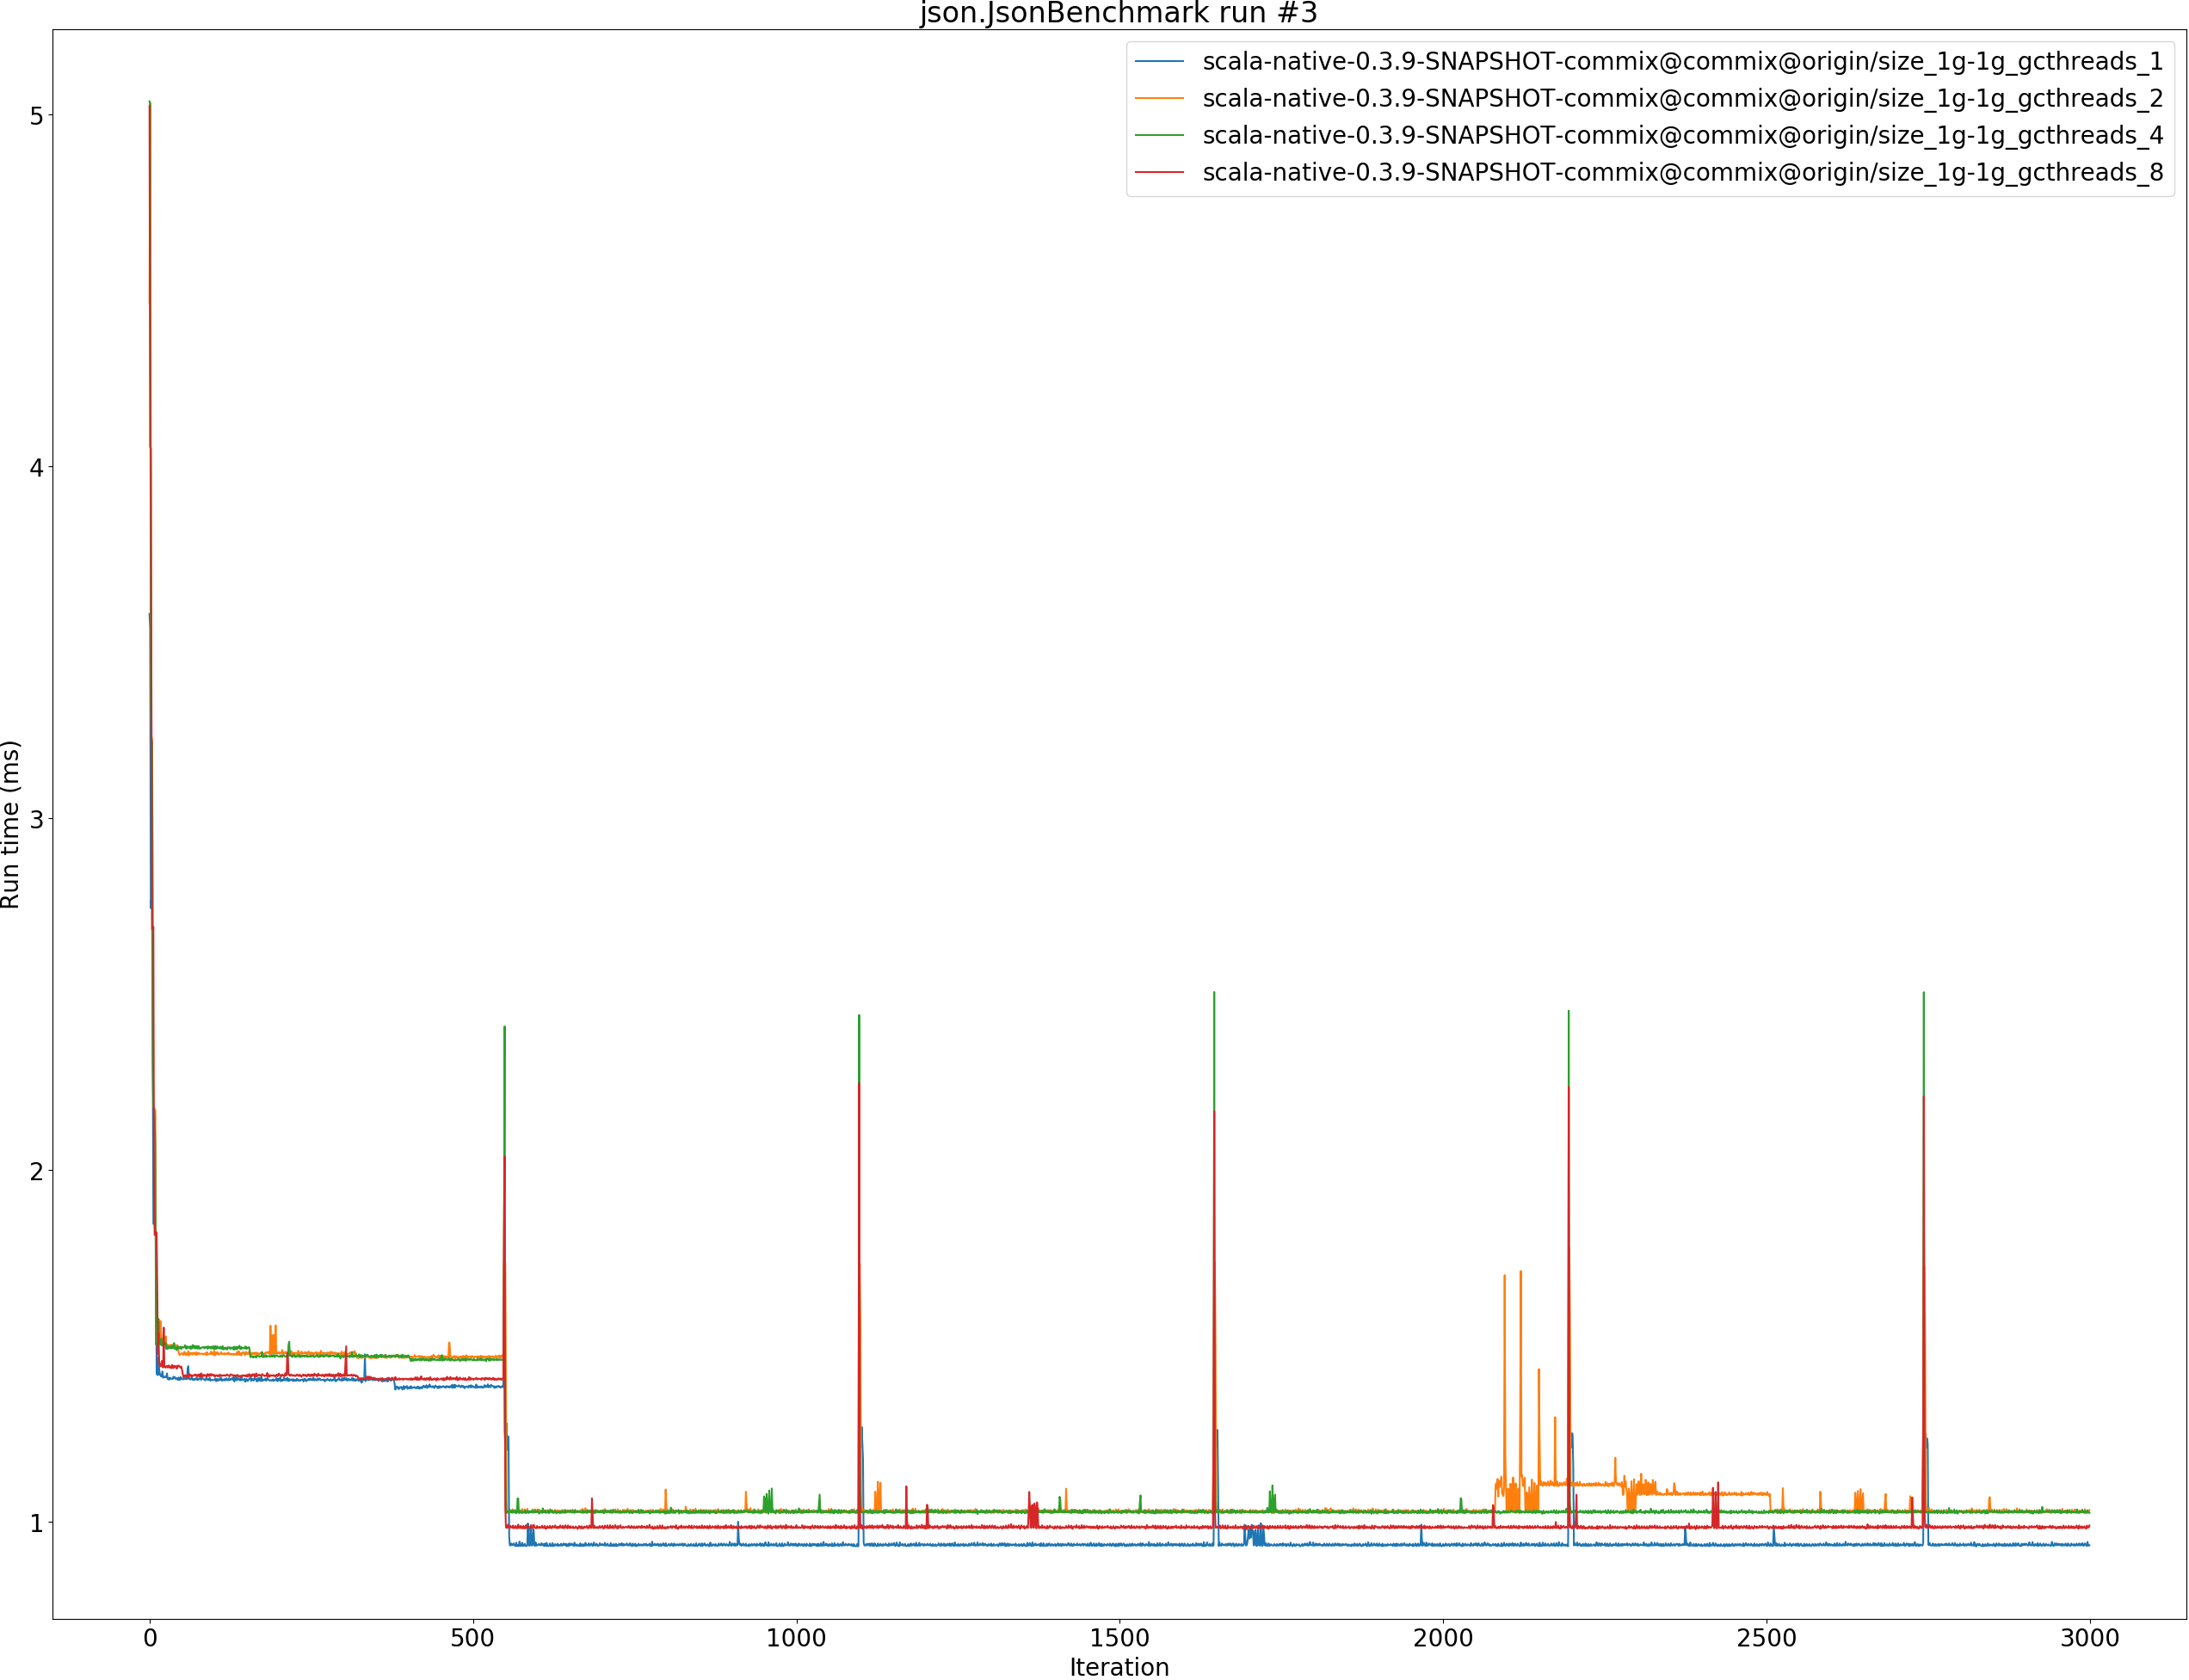 json.JsonBenchmark run #3
scala-native-0.3.9-SNAPSHOT-commix@commix@origin/size_1g-1g_gcthreads_1
scala-native-0.3.9-SNAPSHOT-commix@commix@origin/size_1g-1g_gcthreads_2
scala-native-0.3.9-SNAPSHOT-commix@commix@origin/size_1g-1g_gcthreads_4
scala-native-0.3.9-SNAPSHOT-commix@commix@origin/size_1g-1g_gcthreads_8
5
4
3
2
1
Run time (ms)
0 500 1000 1500 2000 2500 3000
Iteration